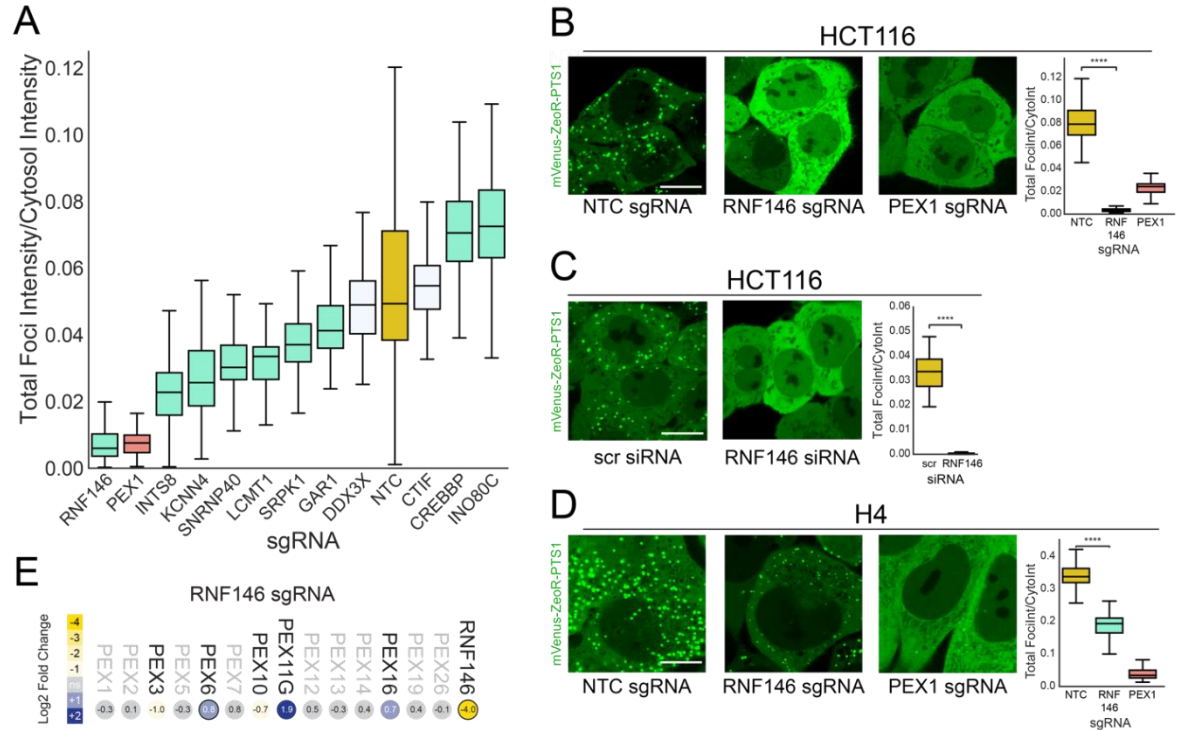 A
Total Foci Intensity/Cytosol Intensity
0.12
0.10
0.08
0.06
0.04
0.02
0.00
RNF146
PEX1
INTS8
KCNN4
SNRNP40
LCMT1
SRPK1
GAR1
DDX3X
NTC
CTIF
CREBBP
INO80C
sgRNA
B
HCT116
mVenus-ZeoR-PTS1
NTC sgRNA
RNF146 sgRNA
PEX1 sgRNA
Total FociInt/CytoInt
0.12
0.10
0.08
0.06
0.04
0.02
0.00
****
NTC
RNF
146
PEX1
sgRNA
C
HCT116
mVenus-ZeoR-PTS1
scr siRNA
RNF146 siRNA
Total FociInt/CytoInt
0.06
0.05
0.04
0.03
0.02
0.01
0.00
****
scr RNF146
siRNA
D
H4
mVenus-ZeoR-PTS1
NTC sgRNA
RNF146 sgRNA
PEX1 sgRNA
Total FociInt/CytoInt
0.4
0.3
0.2
0.1
0.0
****
NTC
RNF
146
PEX1
sgRNA
E
RNF146 sgRNA
Log2 Fold Change
-4
-3
-2
-1
ns
+1
+2
PEX1
PEX2
PEX3
PEX5
PEX6
PEX7
PEX10
PEX11G
PEX12
PEX13
PEX14
PEX16
PEX19
PEX26
RNF146
-0.3
0.1
-1.0
-0.3
0.8
0.8
-0.7
1.9
0.5
-0.3
0.4
0.7
0.4
-0.1
-4.0